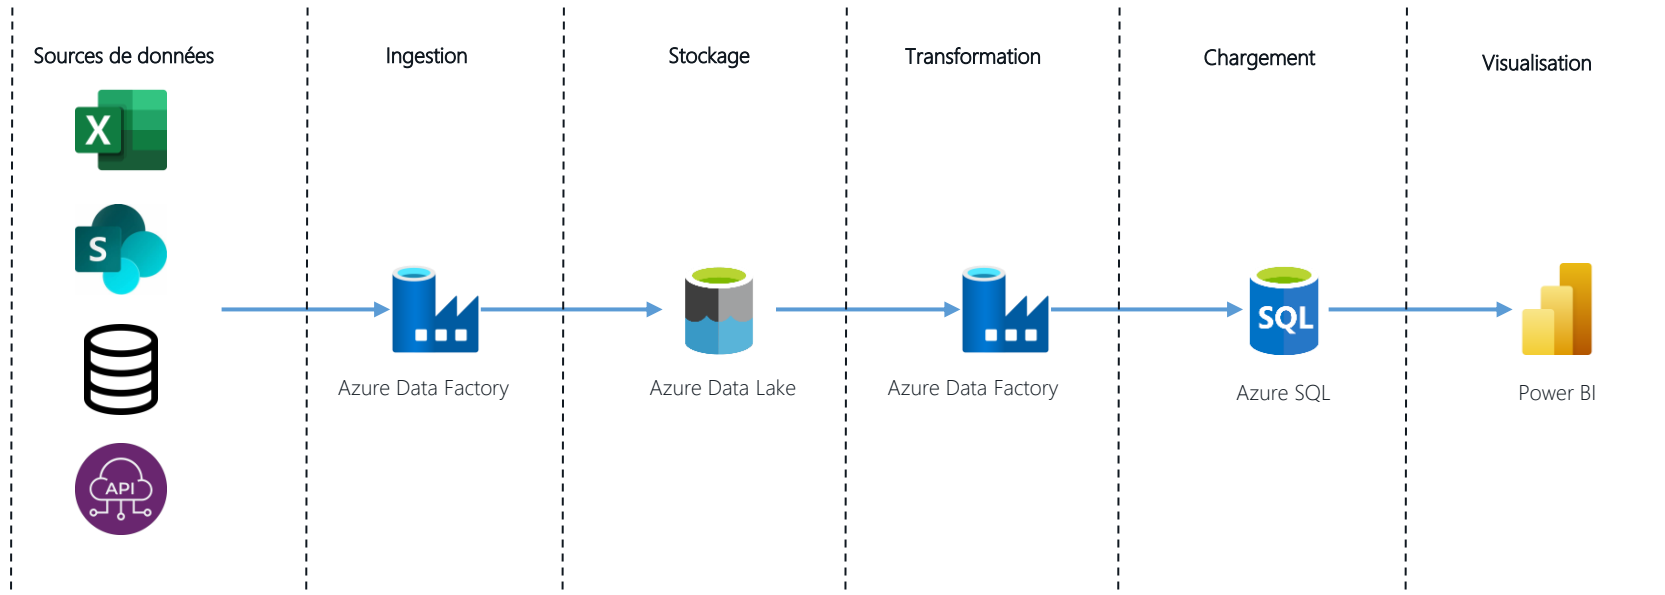 Sources de données
Ingestion
Stockage
Transformation
Chargement
Visualisation
X
S
API
SQL
Azure Data Factory
Azure Data Lake
Azure Data Factory
Azure SQL
Power BI